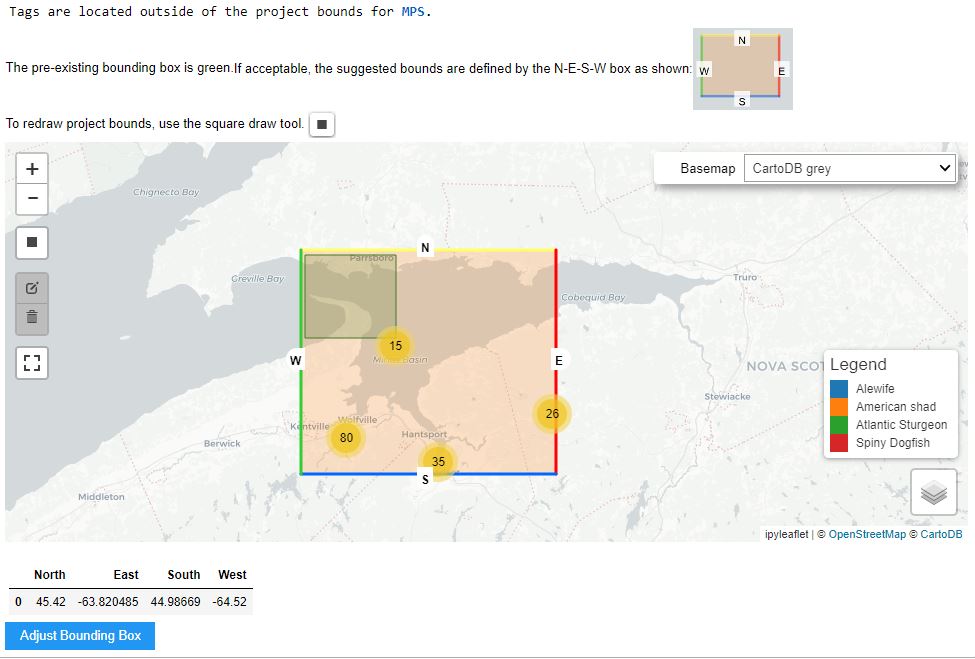 Tags are located outside of the project bounds for MPS.
N
The pre-existing bounding box is green.If acceptable, the suggested bounds are defined by the N-E-S-W box as shown:
W E
S
To redraw project bounds, use the square draw tool.
+
−
Basemap CartoDB grey
Chignecto Bay
N
Parrsboro
Greville Bay
Truro
Cobequid Bay
15
W
Basin
E
NOVA SCOT
Legend
Alewife
American shad
Atlantic Sturgeon
Spiny Dogfish
Stewiacke
26
Wolfville
Kentville
80
Hantsport
Berwick
35
S
Middleton
ipyleaflet | © OpenStreetMap © CartoDB
North East South West
0 45.42 -63.820485 44.98669 -64.52
Adjust Bounding Box